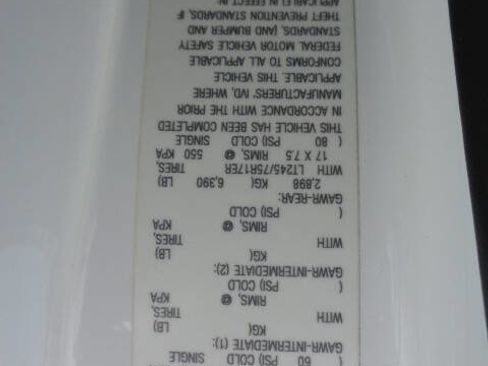 ( 60 PSI) COLD SINGLE
GAWR-INTERMEDIATE (1):
KG( LB)
WITH TIRES,
RIMS, @ KPA
( PSI) COLD
GAWR-INTERMEDIATE (2):
KG( LB)
WITH TIRES,
RIMS, @ KPA
( PSI) COLD
GAWR-REAR:
2,898 KG( 6,390 LB)
WITH LT245/75R17ER TIRES,
17 X 7.5 RIMS, @ 550 KPA
( 80 PSI) COLD SINGLE
THIS VEHICLE HAS BEEN COMPLETED
IN ACCORDANCE WITH THE PRIOR
MANUFACTURERS', IVD, WHERE
APPLICABLE. THIS VEHICLE
CONFORMS TO ALL APPLICABLE
FEDERAL MOTOR VEHICLE SAFETY
STANDARDS, [AND BUMPER AND
THEFT PREVENTION STANDARDS, IF
APPLICABLE] IN EFFECT IN: